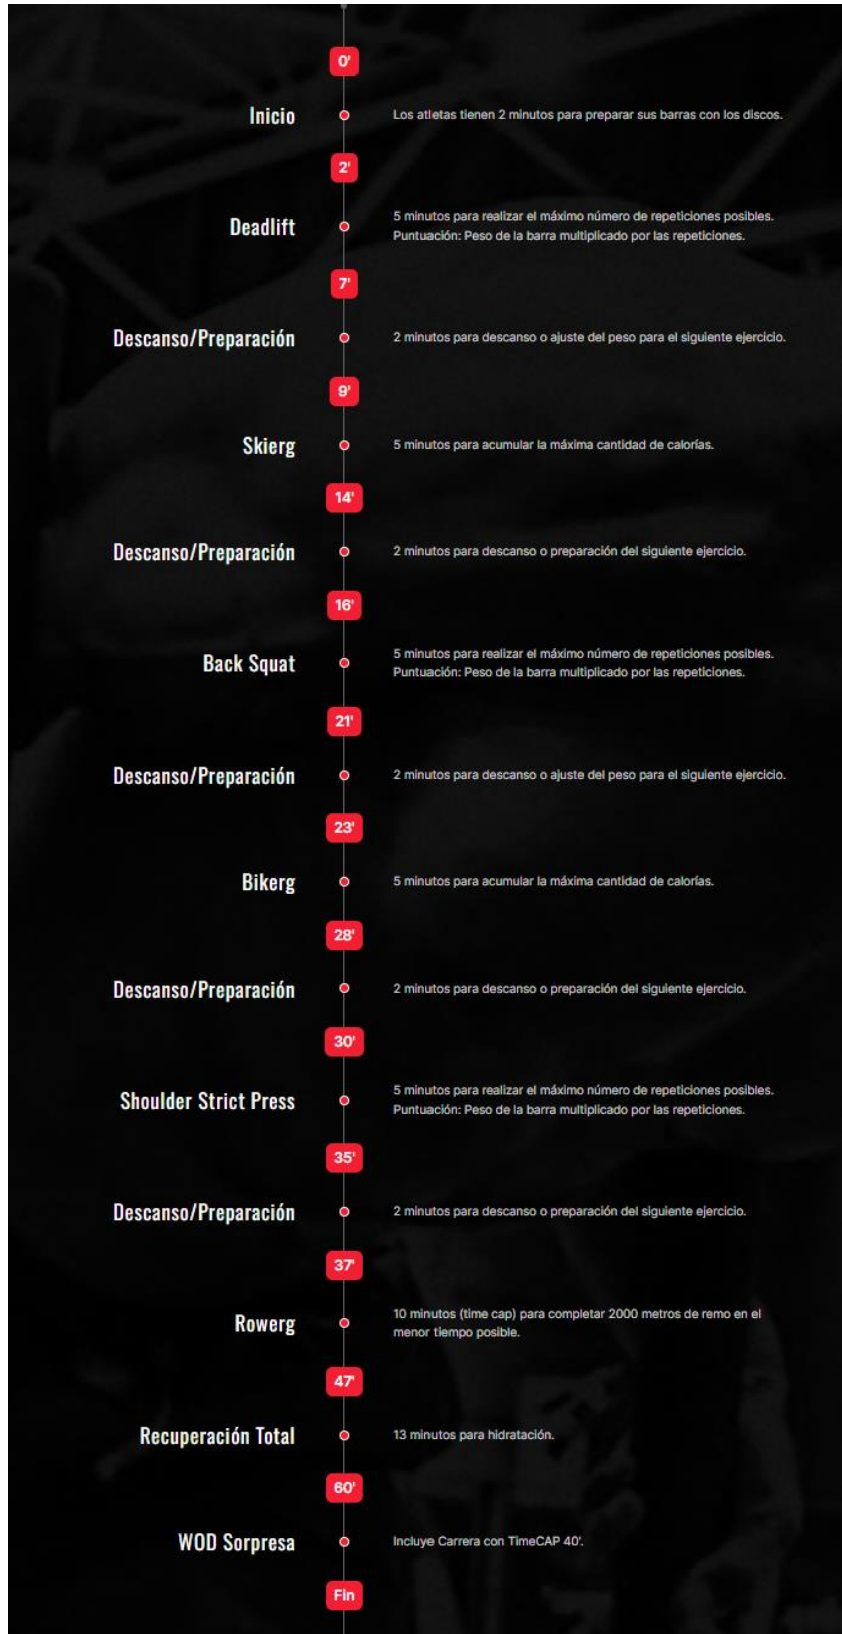 0'
Inicio
Los atletas tienen 2 minutos para preparar sus barras con los discos.
2'
Deadlift
5 minutos para realizar el máximo número de repeticiones posibles.
Puntuación: Peso de la barra multiplicado por las repeticiones.
7'
Descanso/Preparación
2 minutos para descanso o ajuste del peso para el siguiente ejercicio.
9'
Skierg
5 minutos para acumular la máxima cantidad de calorías.
14'
Descanso/Preparación
2 minutos para descanso o preparación del siguiente ejercicio.
16'
Back Squat
5 minutos para realizar el máximo número de repeticiones posibles.
Puntuación: Peso de la barra multiplicado por las repeticiones.
21'
Descanso/Preparación
2 minutos para descanso o ajuste del peso para el siguiente ejercicio.
23'
Bikerg
5 minutos para acumular la máxima cantidad de calorías.
28'
Descanso/Preparación
2 minutos para descanso o preparación del siguiente ejercicio.
30'
Shoulder Strict Press
5 minutos para realizar el máximo número de repeticiones posibles.
Puntuación: Peso de la barra multiplicado por las repeticiones.
35'
Descanso/Preparación
2 minutos para descanso o preparación del siguiente ejercicio.
37'
Rowerg
10 minutos (time cap) para completar 2000 metros de remo en el
menor tiempo posible.
47'
Recuperación Total
13 minutos para hidratación.
60'
WOD Sorpresa
Incluye Carrera con TimeCAP 40'.
Fin